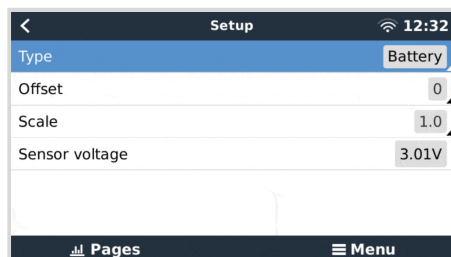 Setup 12:32
Type Battery
Offset 0
Scale 1.0
Sensor voltage 3.01V
Pages Menu